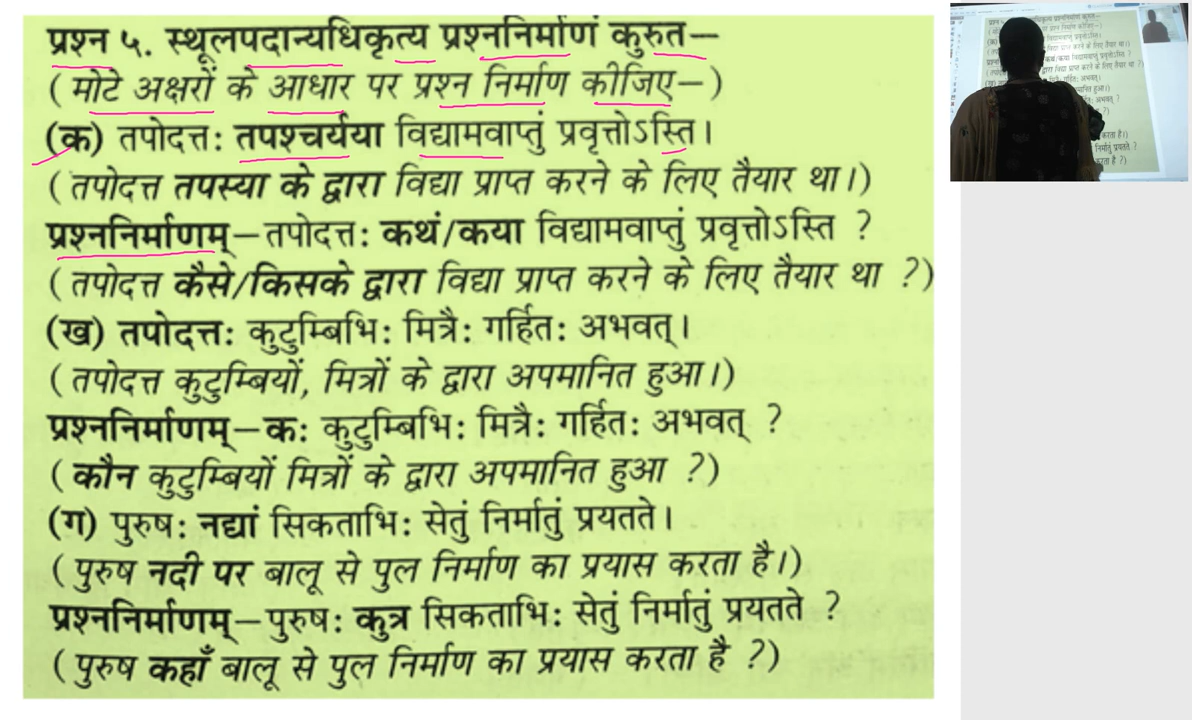 प्रश्न ५. स्थूलपदान्यधिकृत्य प्रश्ननिर्माणं कुरुत—
(मोटे अक्षरों के आधार पर प्रश्न निर्माण कीजिए—)
(क) तपोदत्तः तपश्चर्यया विद्यामवाप्तुं प्रवृत्तोऽस्ति।
(तपोदत्त तपस्या के द्वारा विद्या प्राप्त करने के लिए तैयार था।)
प्रश्ननिर्माणम्—तपोदत्तः कथं/कया विद्यामवाप्तुं प्रवृत्तोऽस्ति ?
(तपोदत्त कैसे/किसके द्वारा विद्या प्राप्त करने के लिए तैयार था ?)
(ख) तपोदत्तः कुटुम्बिभिः मित्रैः गर्हितः अभवत्।
(तपोदत्त कुटुम्बियों, मित्रों के द्वारा अपमानित हुआ।)
प्रश्ननिर्माणम्—कः कुटुम्बिभिः मित्रैः गर्हितः अभवत् ?
(कौन कुटुम्बियों मित्रों के द्वारा अपमानित हुआ ?)
(ग) पुरुषः नद्यां सिकताभिः सेतुं निर्मातुं प्रयतते।
(पुरुष नदी पर बालू से पुल निर्माण का प्रयास करता है।)
प्रश्ननिर्माणम्—पुरुषः कुत्र सिकताभिः सेतुं निर्मातुं प्रयतते ?
(पुरुष कहाँ बालू से पुल निर्माण का प्रयास करता है ?)